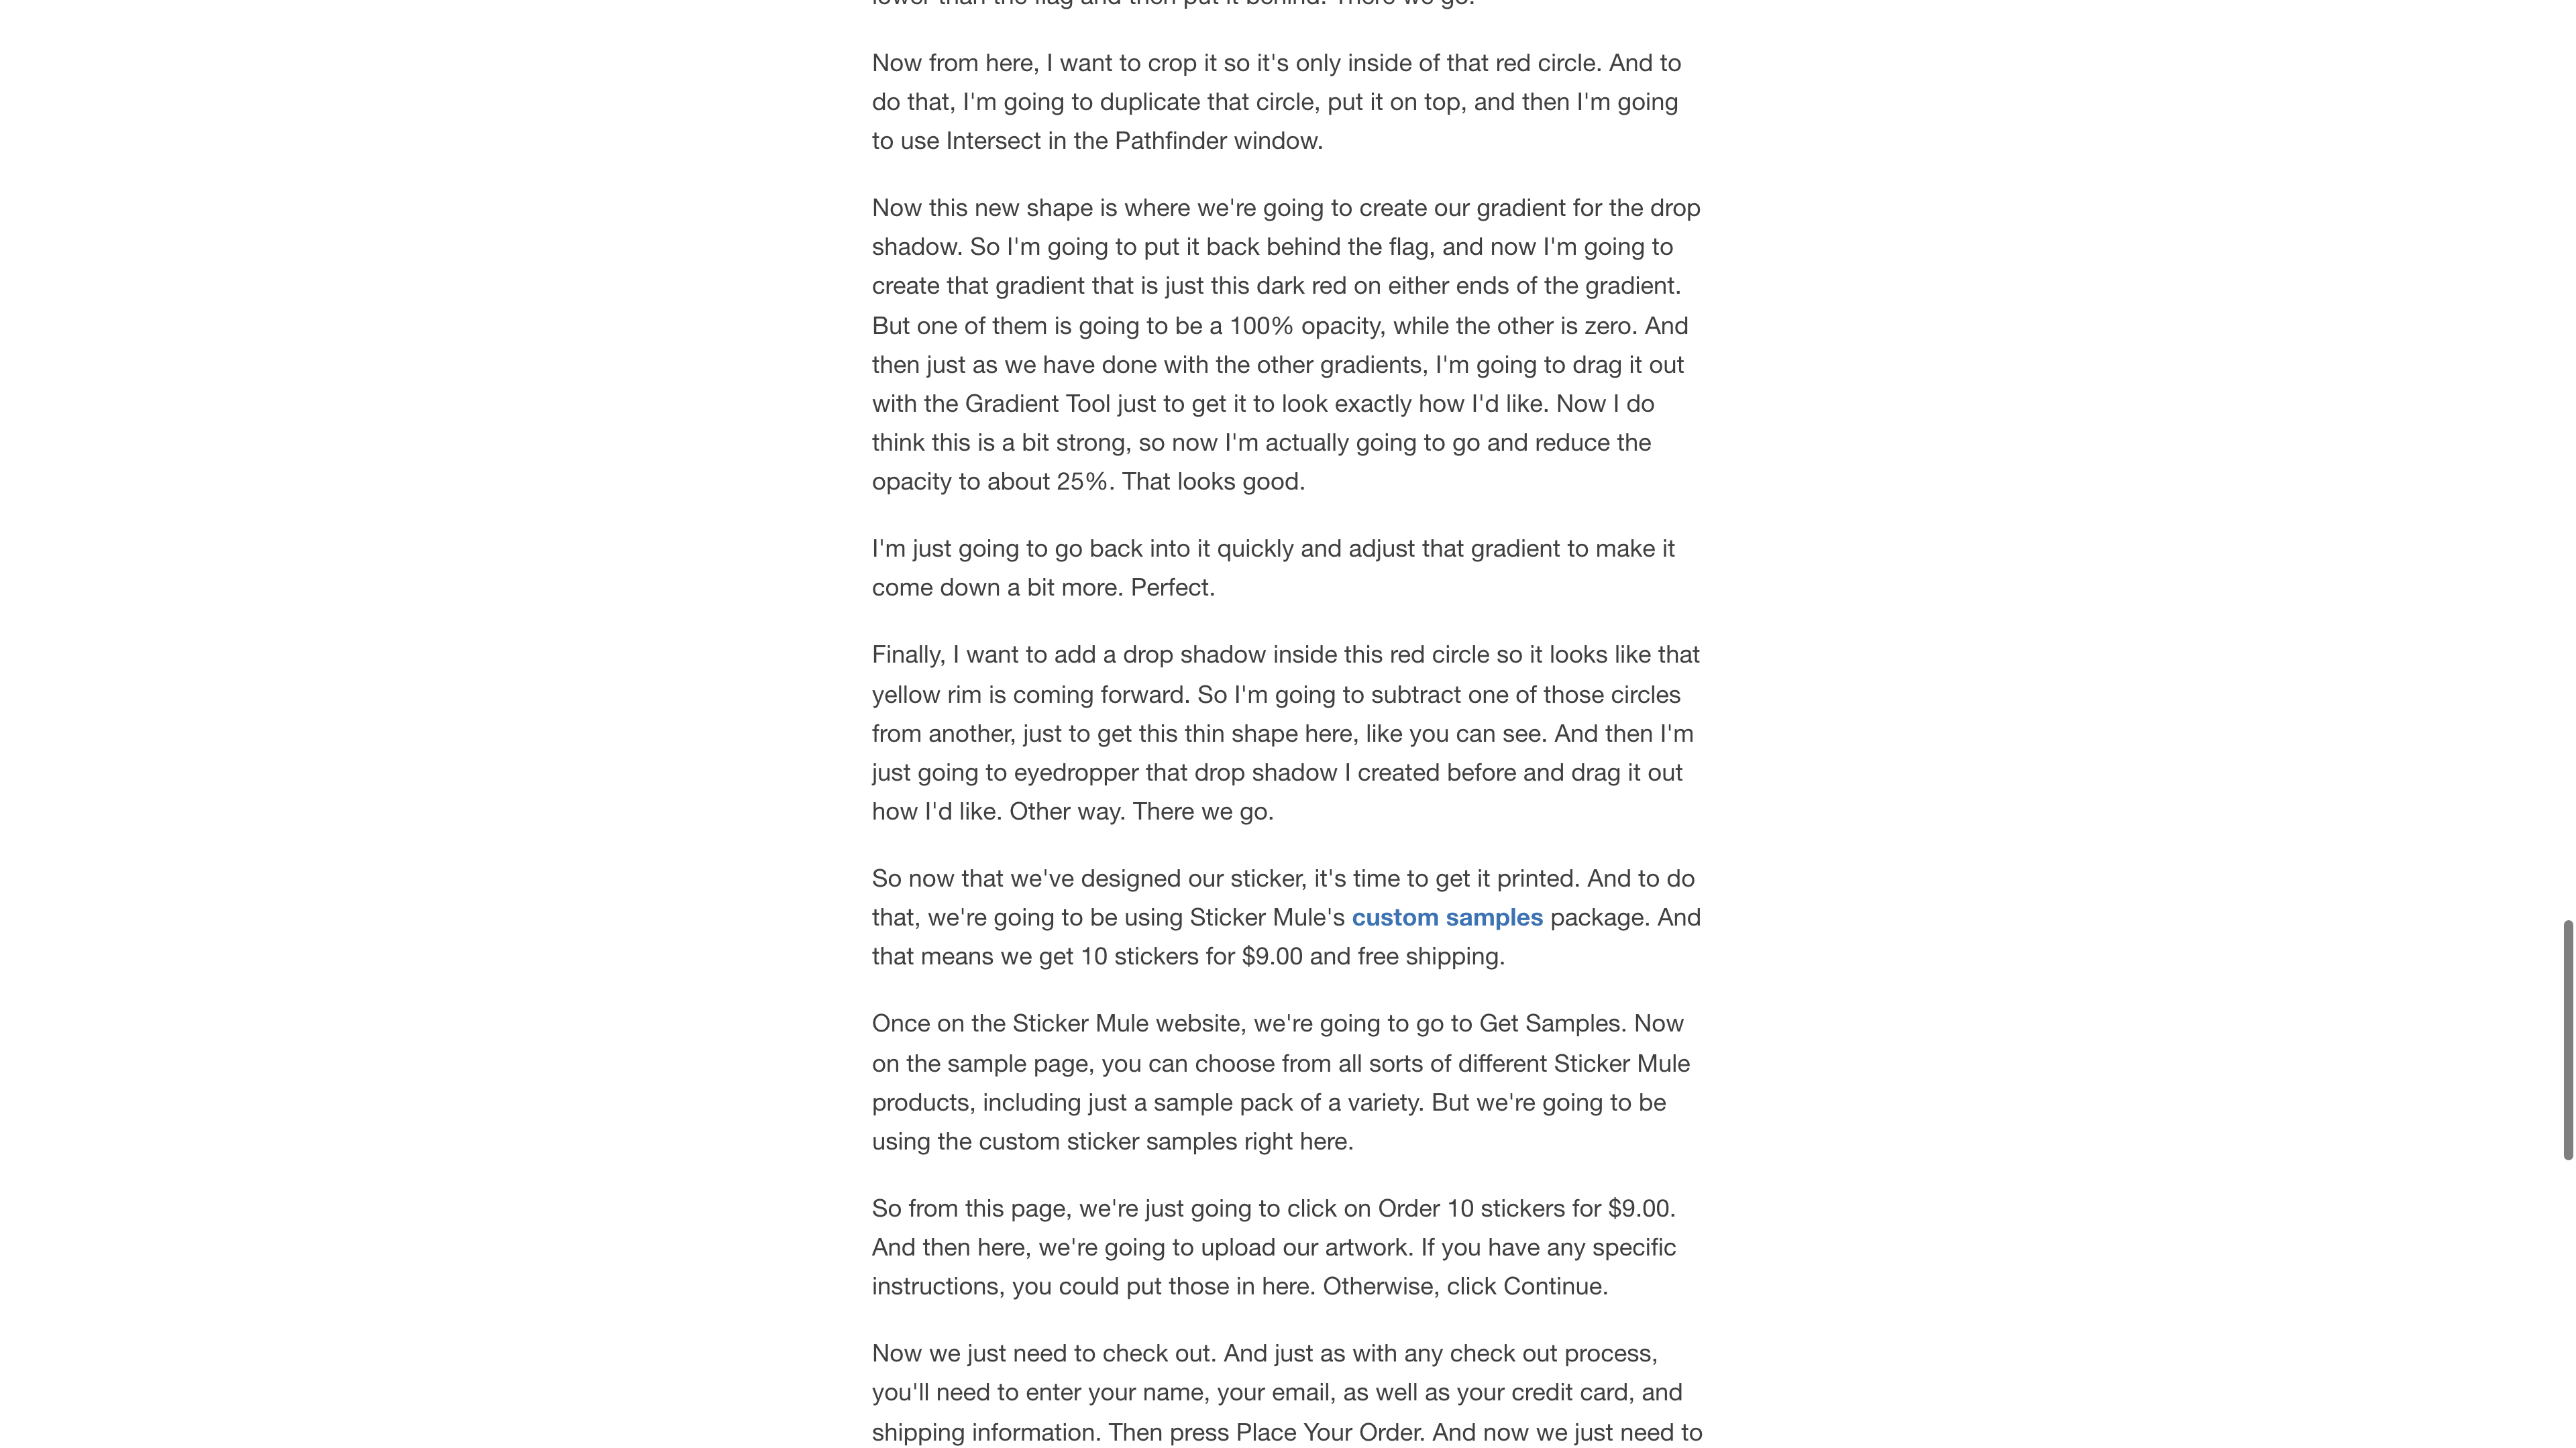 lower than the flag and then put it behind. There we go.
Now from here, I want to crop it so it's only inside of that red circle. And to
do that, I'm going to duplicate that circle, put it on top, and then I'm going
to use Intersect in the Pathfinder window.
Now this new shape is where we're going to create our gradient for the drop
shadow. So I'm going to put it back behind the flag, and now I'm going to
create that gradient that is just this dark red on either ends of the gradient.
But one of them is going to be a 100% opacity, while the other is zero. And
then just as we have done with the other gradients, I'm going to drag it out
with the Gradient Tool just to get it to look exactly how I'd like. Now I do
think this is a bit strong, so now I'm actually going to go and reduce the
opacity to about 25%. That looks good.
I'm just going to go back into it quickly and adjust that gradient to make it
come down a bit more. Perfect.
Finally, I want to add a drop shadow inside this red circle so it looks like that
yellow rim is coming forward. So I'm going to subtract one of those circles
from another, just to get this thin shape here, like you can see. And then I'm
just going to eyedropper that drop shadow I created before and drag it out
how I'd like. Other way. There we go.
So now that we've designed our sticker, it's time to get it printed. And to do
that, we're going to be using Sticker Mule's custom samples package. And
that means we get 10 stickers for $9.00 and free shipping.
Once on the Sticker Mule website, we're going to go to Get Samples. Now
on the sample page, you can choose from all sorts of different Sticker Mule
products, including just a sample pack of a variety. But we're going to be
using the custom sticker samples right here.
So from this page, we're just going to click on Order 10 stickers for $9.00.
And then here, we're going to upload our artwork. If you have any specific
instructions, you could put those in here. Otherwise, click Continue.
Now we just need to check out. And just as with any check out process,
you'll need to enter your name, your email, as well as your credit card, and
shipping information. Then press Place Your Order. And now we just need to